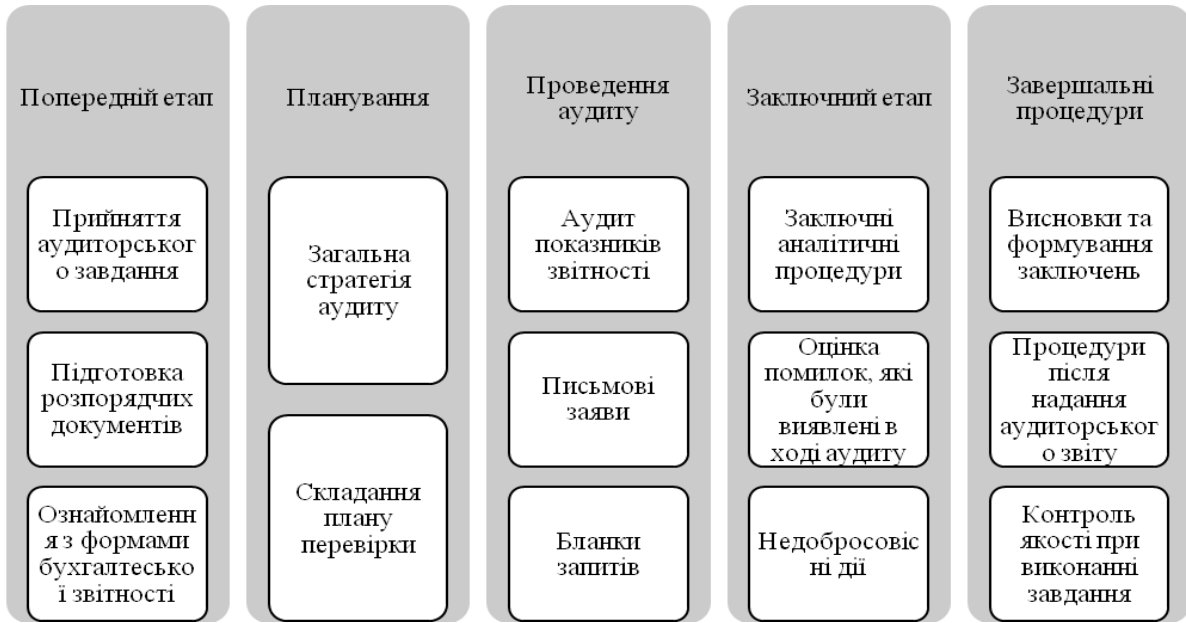 Попередній етап
Прийняття
аудиторськог
о завдання
Підготовка
розпорядчих
документів
Ознайомленн
я з формами
бухгалтесько
ї звітності
Планування
Загальна
стратегія
аудиту
Складання
плану
перевірки
Проведення
аудиту
Аудит
показників
звітності
Письмові
заяви
Бланки
запитів
Заключний етап
Заключні
аналітичні
процедури
Оцінка
помилок, які
були
виявлені в
ході аудиту
Недобросовіс
ні дії
Завершальні
процедури
Висновки та
формування
заключень
Процедури
після
надання
аудиторськог
о звіту
Контроль
якості при
виконанні
завдання